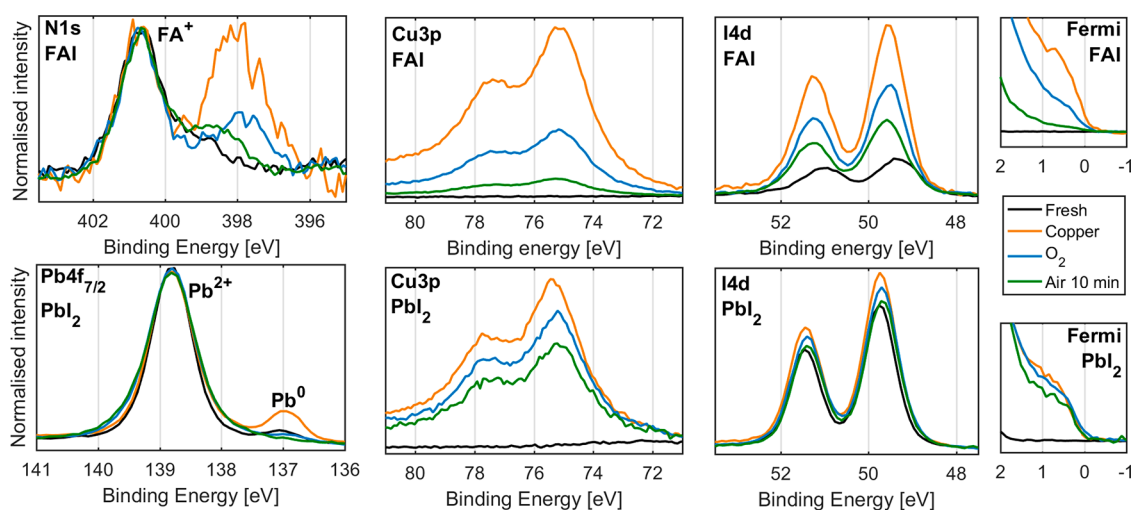 N1s
FAI
FA+
Normalised intensity
402 400 398 396
Binding Energy [eV]
Cu3p
FAI
80 78 76 74 72
Binding energy [eV]
I4d
FAI
52 50 48
Binding energy [eV]
Fermi
FAI
2 1 0 -1
Fresh
Copper
O2
Air 10 min
Pb4f7/2
PbI2
Pb2+
Pb0
Normalised intensity
141 140 139 138 137 136
Binding Energy [eV]
Cu3p
PbI2
80 78 76 74 72
Binding Energy [eV]
I4d
PbI2
52 50 48
Binding Energy [eV]
Fermi
PbI2
2 1 0 -1